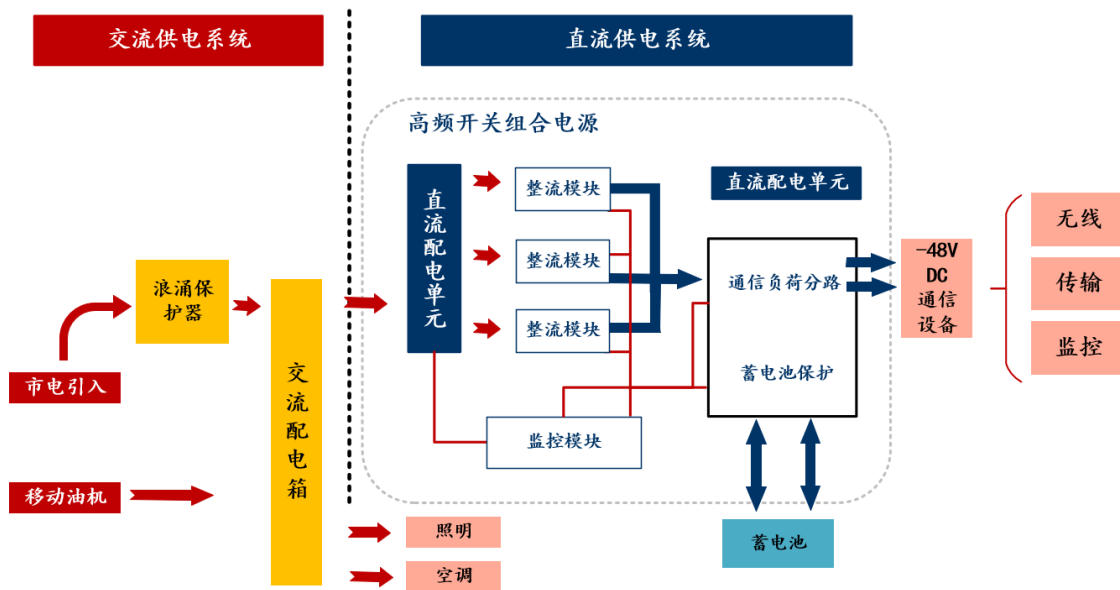 交流供电系统
直流供电系统
高频开关组合电源
直流配电单元
整流模块
整流模块
整流模块
监控模块
直流配电单元
通信负荷分路
蓄电池保护
蓄电池
-48V
DC
通信
设备
无线
传输
监控
浪涌保
护器
市电引入
移动油机
交流配电箱
照明
空调